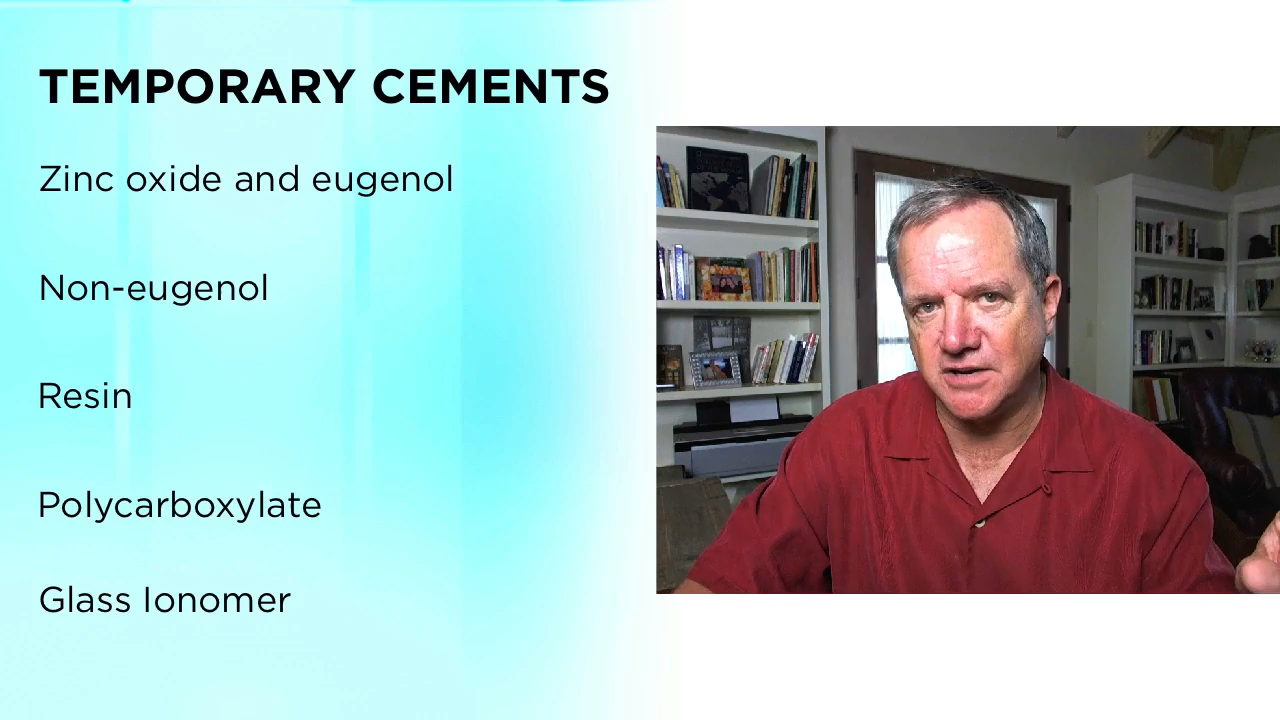 TEMPORARY CEMENTS
Zinc oxide and eugenol
Non-eugenol
Resin
Polycarboxylate
Glass Ionomer